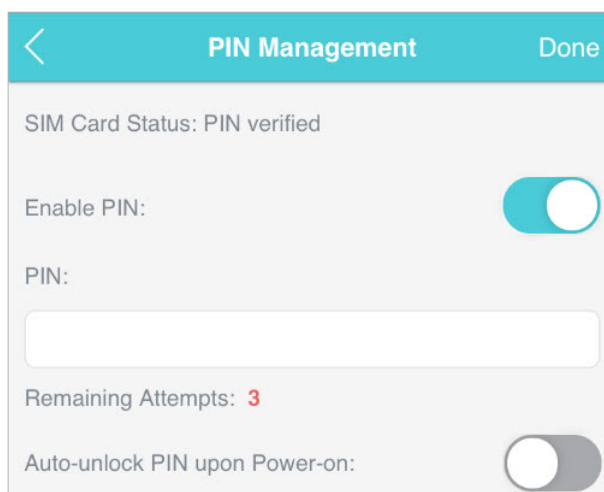 PIN Management Done
SIM Card Status: PIN verified
Enable PIN:
PIN:
Remaining Attempts: 3
Auto-unlock PIN upon Power-on: